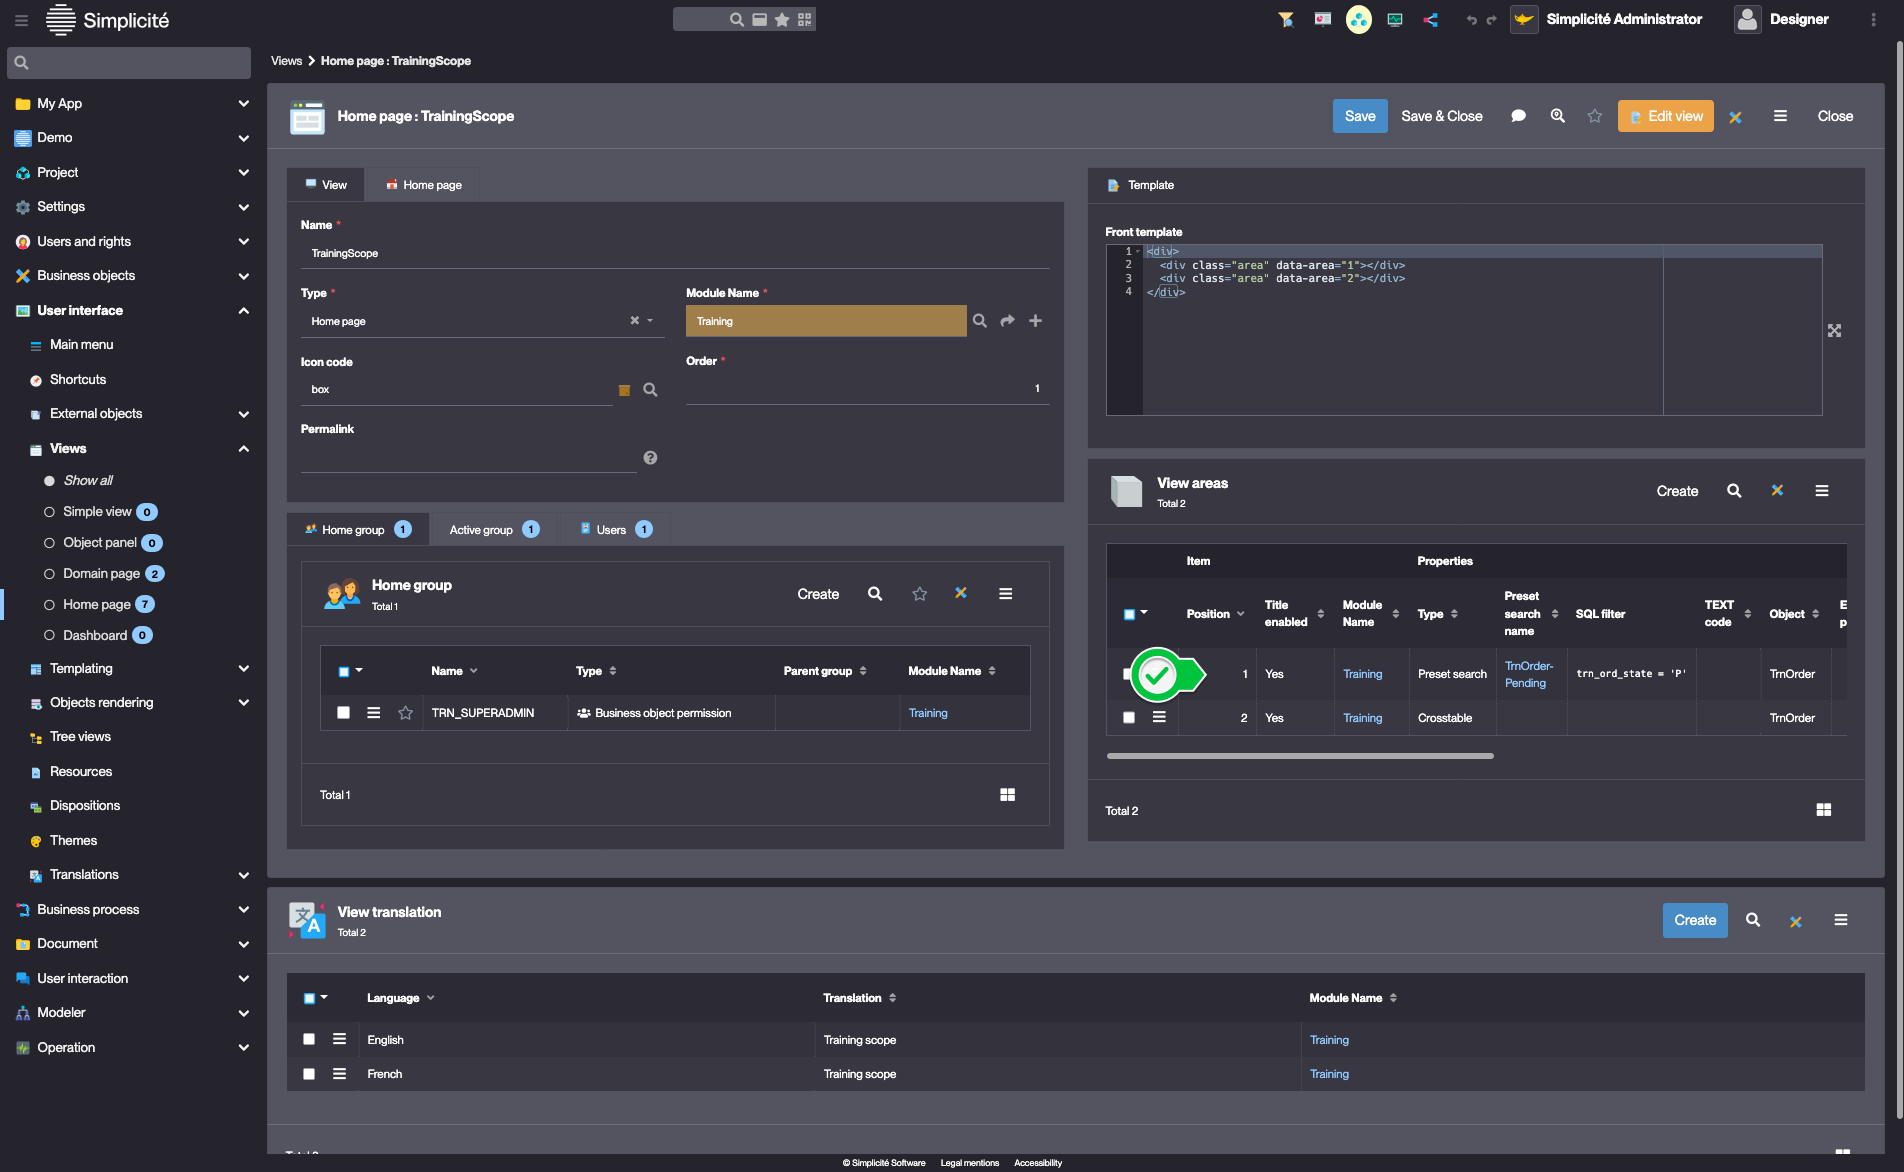 Simplicité
Simplicité Administrator
Designer
Views
Home page : TrainingScope
My App
Demo
Project
Settings
Users and rights
Business objects
User interface
Main menu
Shortcuts
External objects
Views
Show all
Simple view 0
Object panel 0
Domain page 2
Home page 7
Dashboard 0
Templating
Objects rendering
Tree views
Resources
Dispositions
Themes
Translations
Business process
Document
User interaction
Modeler
Operation
Home page : TrainingScope
Save
Save & Close
Edit view
Close
View
Home page
Name *
TrainingScope
Type *
Home page
Module Name *
Training
Icon code
box
Order *
1
Permalink
Template
Front template
1 <div>
2 <div class="area" data-area="1"></div>
3 <div class="area" data-area="2"></div>
4 </div>
Home group 1
Active group 1
Users 1
Home group
Total 1
Create
Name
Type
Parent group
Module Name
TRN_SUPERADMIN
Business object permission
Training
Total 1
View areas
Total 2
Create
Item
Properties
Position
Title enabled
Module Name
Type
Preset search name
SQL filter
TEXT code
Object
1
Yes
Training
Preset search
TrnOrder-Pending
trn_ord_state = 'P'
TrnOrder
2
Yes
Training
Crosstable
TrnOrder
Total 2
View translation
Total 2
Create
Language
Translation
Module Name
English
Training scope
Training
French
Training scope
Training
© Simplicité Software
Legal mentions
Accessibility